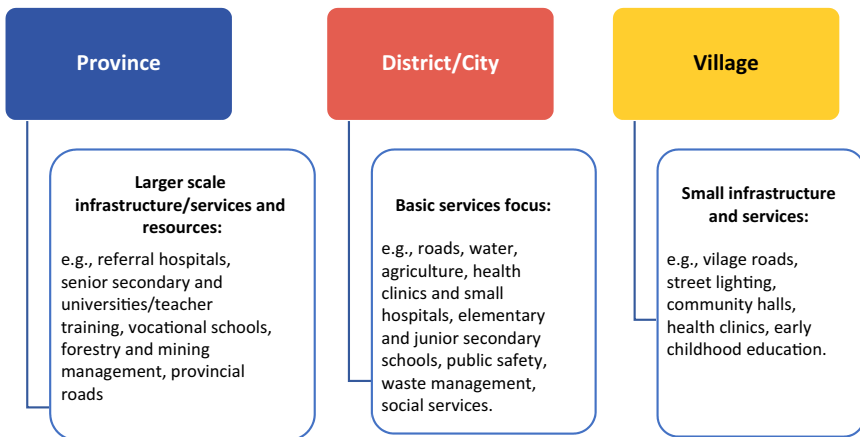 Province
Larger scale
infrastructure/services and
resources:
e.g., referral hospitals,
senior secondary and
universities/teacher
training, vocational schools,
forestry and mining
management, provincial
roads
District/City
Basic services focus:
e.g., roads, water,
agriculture, health
clinics and small
hospitals, elementary
and junior secondary
schools, public safety,
waste management,
social services.
Village
Small infrastructure
and services:
e.g., vilage roads,
street lighting,
community halls,
health clinics, early
childhood education.